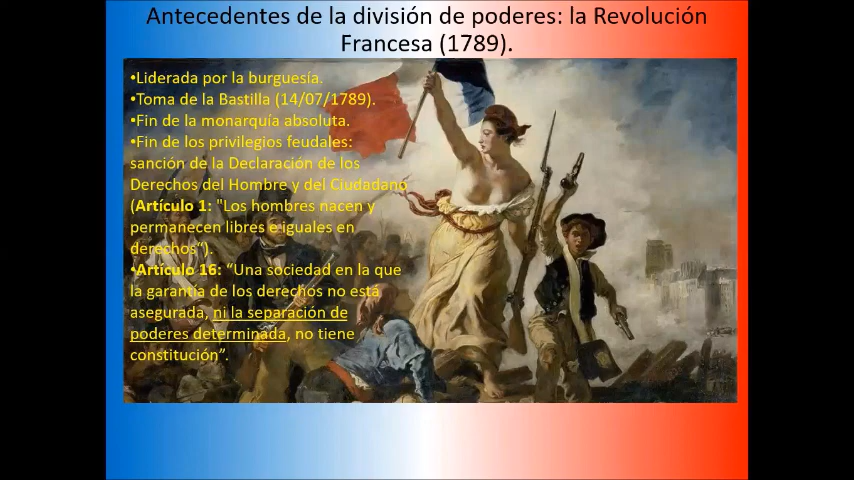 Antecedentes de la división de poderes: la Revolución
Francesa (1789).
•Liderada por la burguesía.
•Toma de la Bastilla (14/07/1789).
•Fin de la monarquía absoluta.
•Fin de los privilegios feudales:
sanción de la Declaración de los
Derechos del Hombre y del Ciudadano
(Artículo 1: "Los hombres nacen y
permanecen libres e iguales en
derechos“).
•Artículo 16: “Una sociedad en la que
la garantía de los derechos no está
asegurada, ni la separación de
poderes determinada, no tiene
constitución”.